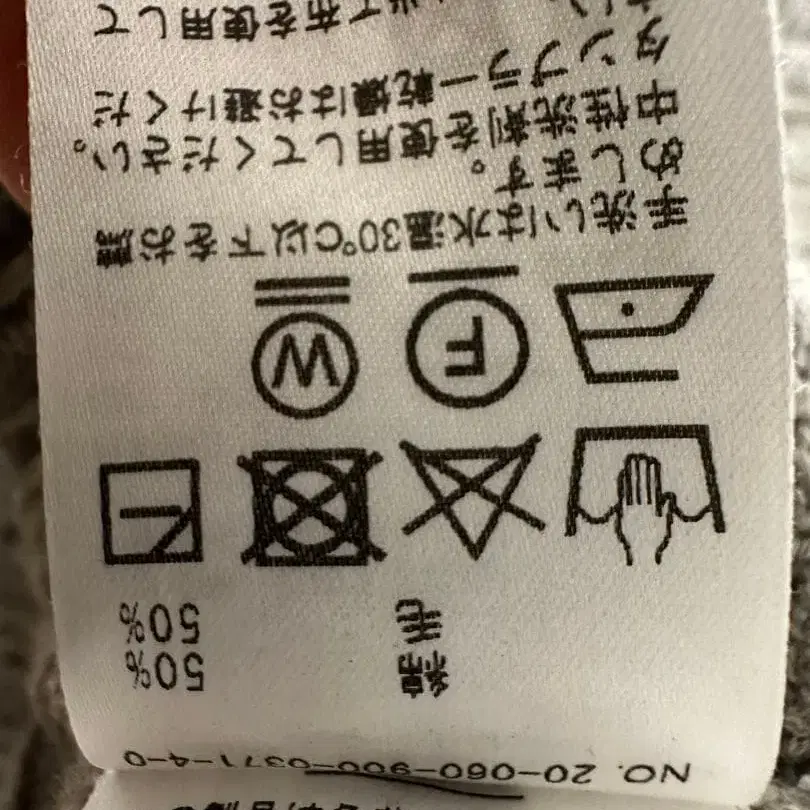 NO. 20-060-900-0371-4-0
綿 50%
毛 50%
F W
手洗いは水温30℃以下をお薦
めします。
中性洗剤を使用してください。
タンブラー乾燥はお避けくだ
さい。
当て布を使用して